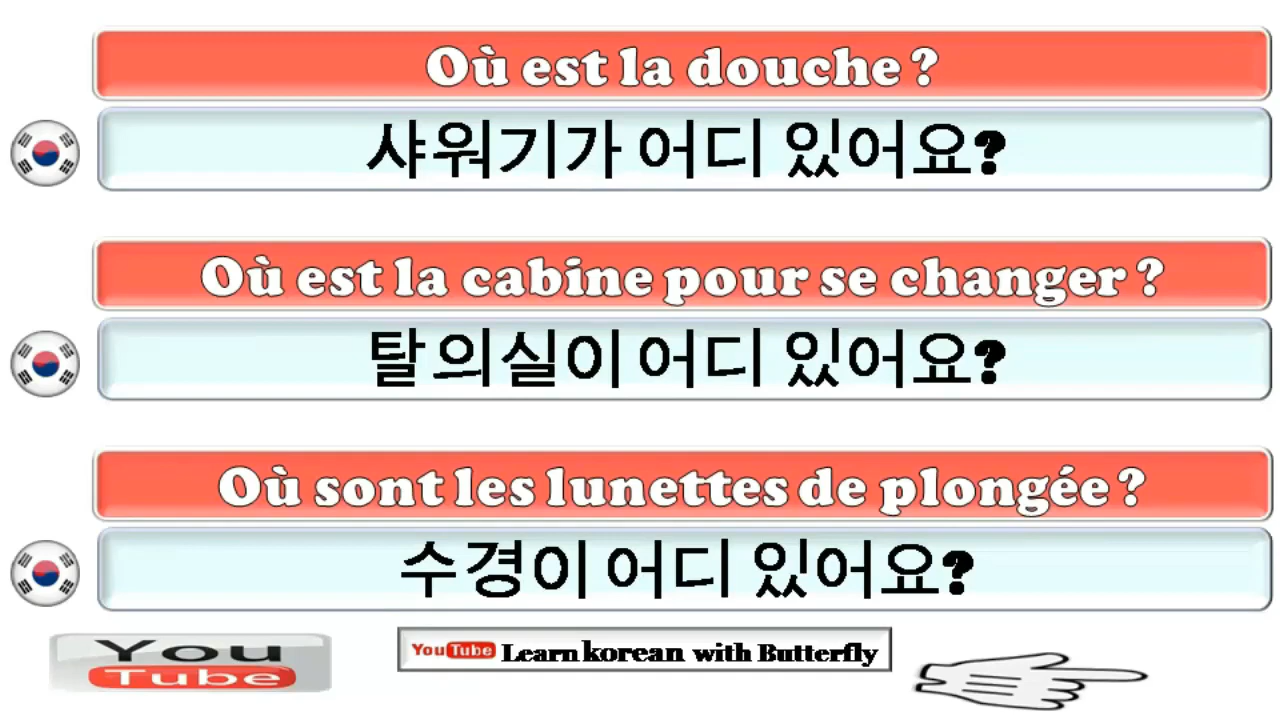 Où est la douche ?
샤워기가 어디 있어요?
Où est la cabine pour se changer ?
탈의실이 어디 있어요?
Où sont les lunettes de plongée ?
수경이 어디 있어요?
You
Tube
YouTube Learn korean with Butterfly